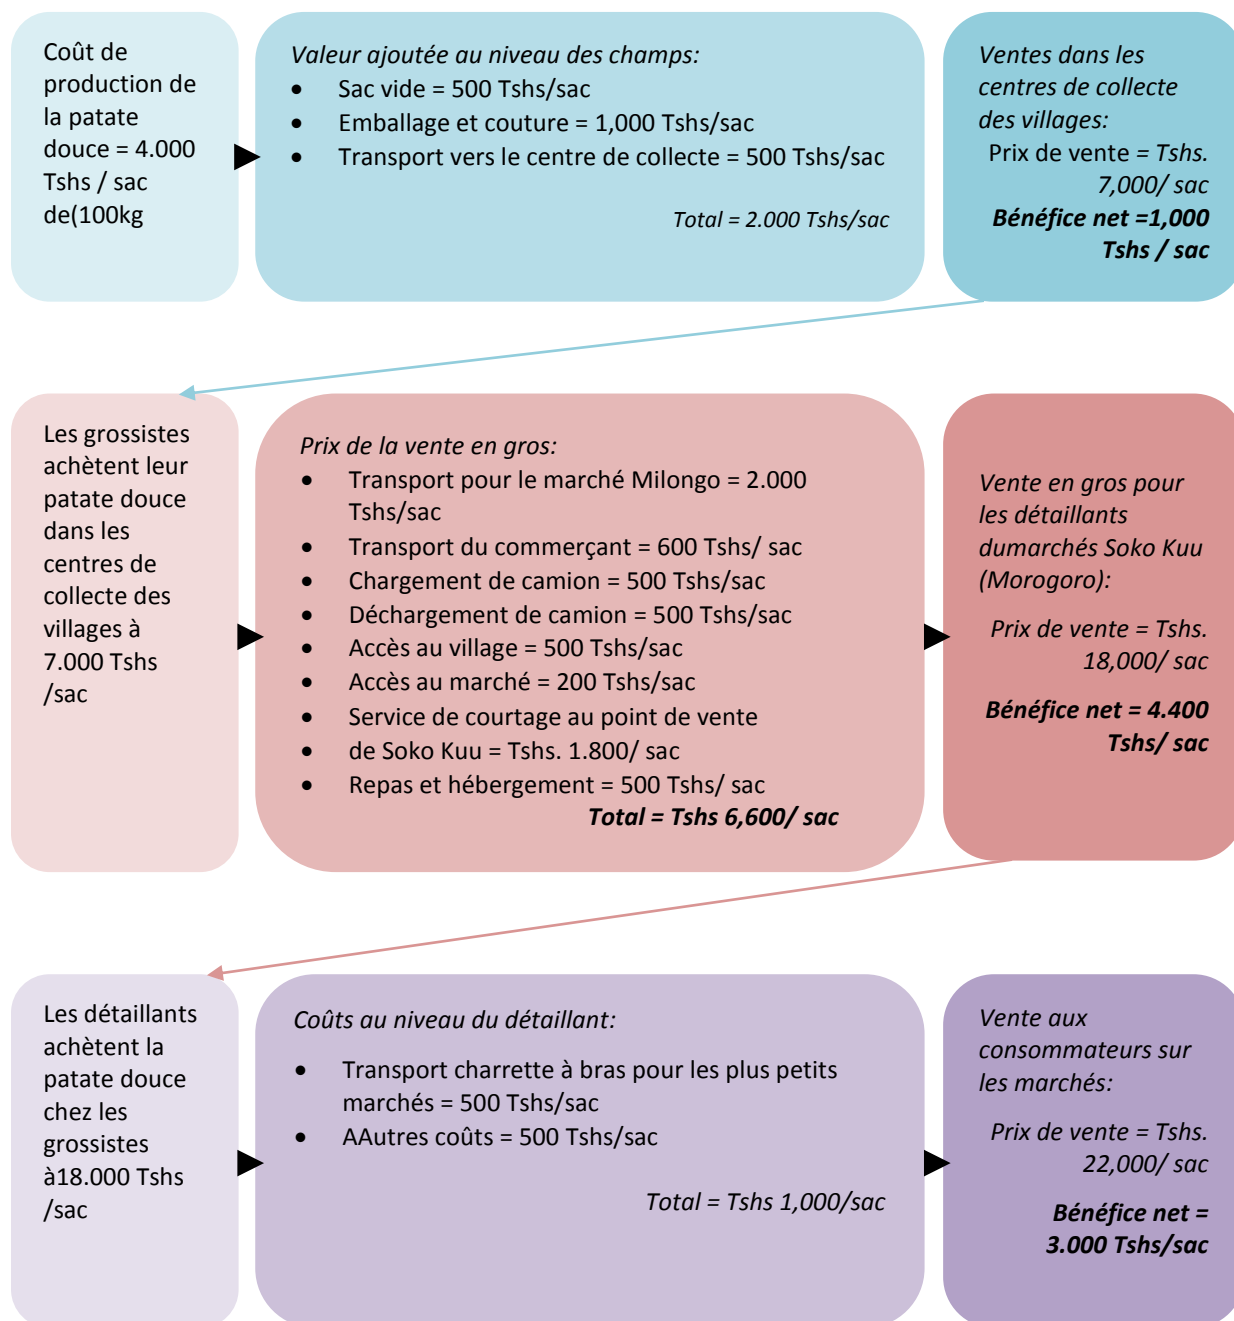 Coût de
production de
la patate
douce = 4.000
Tshs / sac
de(100kg
Valeur ajoutée au niveau des champs:
• Sac vide = 500 Tshs/sac
• Emballage et couture = 1,000 Tshs/sac
• Transport vers le centre de collecte = 500 Tshs/sac
Total = 2.000 Tshs/sac
Ventes dans les
centres de collecte
des villages:
Prix de vente = Tshs.
7,000/ sac
Bénéfice net =1,000
Tshs / sac
Les grossistes
achètent leur
patate douce
dans les
centres de
collecte des
villages à
7.000 Tshs
/sac
Prix de la vente en gros:
• Transport pour le marché Milongo = 2.000
Tshs/sac
• Transport du commerçant = 600 Tshs/ sac
• Chargement de camion = 500 Tshs/sac
• Déchargement de camion = 500 Tshs/sac
• Accès au village = 500 Tshs/sac
• Accès au marché = 200 Tshs/sac
• Service de courtage au point de vente
• de Soko Kuu = Tshs. 1.800/ sac
• Repas et hébergement = 500 Tshs/ sac
Total = Tshs 6,600/ sac
Vente en gros pour
les détaillants
dumarchés Soko Kuu
(Morogoro):
Prix de vente = Tshs.
18,000/ sac
Bénéfice net = 4.400
Tshs/ sac
Les détaillants
achètent la
patate douce
chez les
grossistes
à18.000 Tshs
/sac
Coûts au niveau du détaillant:
• Transport charrette à bras pour les plus petits
marchés = 500 Tshs/sac
• AAutres coûts = 500 Tshs/sac
Total = Tshs 1,000/sac
Vente aux
consommateurs sur
les marchés:
Prix de vente = Tshs.
22,000/ sac
Bénéfice net =
3.000 Tshs/sac